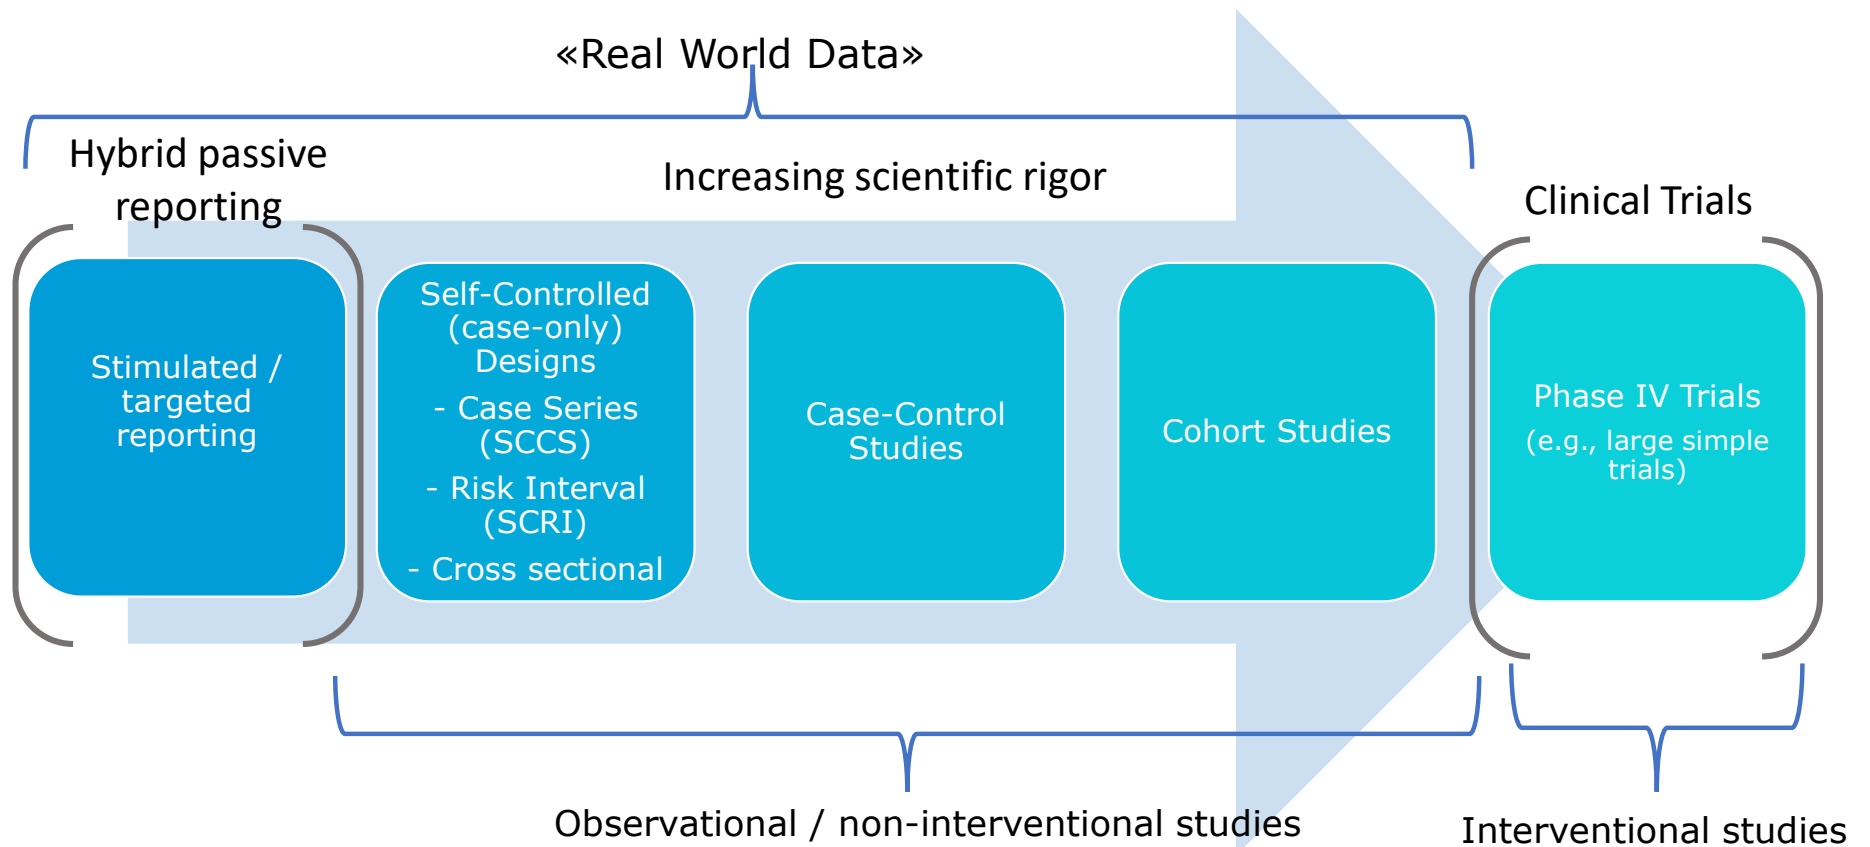 «Real World Data»
Hybrid passive
reporting
Increasing scientific rigor
Clinical Trials
Stimulated /
targeted
reporting
Self-Controlled
(case-only)
Designs
- Case Series
(SCCS)
- Risk Interval
(SCRI)
- Cross sectional
Case-Control
Studies
Cohort Studies
Phase IV Trials
(e.g., large simple
trials)
Observational / non-interventional studies
Interventional studies